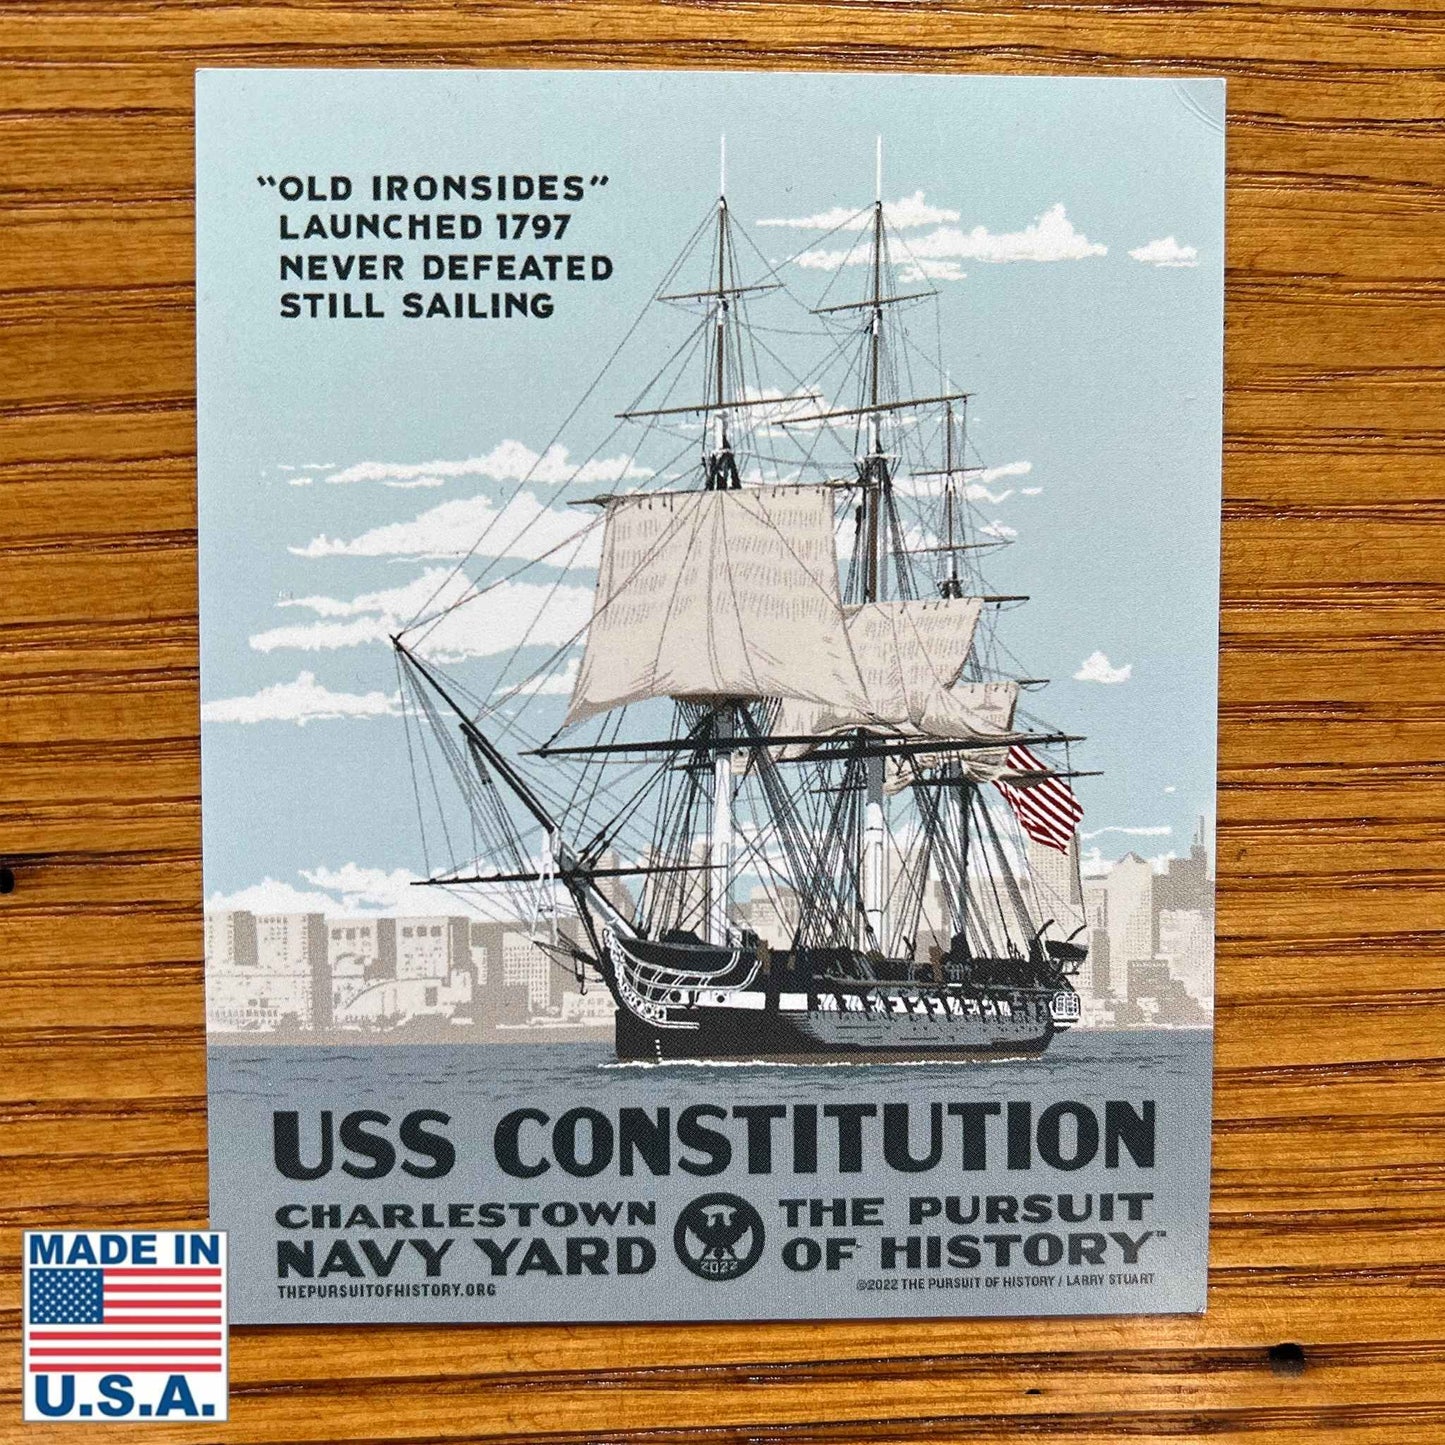 “OLD IRONSIDES”
LAUNCHED 1797
NEVER DEFEATED
STILL SAILING
USS CONSTITUTION
CHARLESTOWN
NAVY YARD
THEPURSUITOFHISTORY.ORG
2022
THE PURSUIT
OF HISTORY™
©2022 THE PURSUIT OF HISTORY / LARRY STUART
MADE IN
U.S.A.